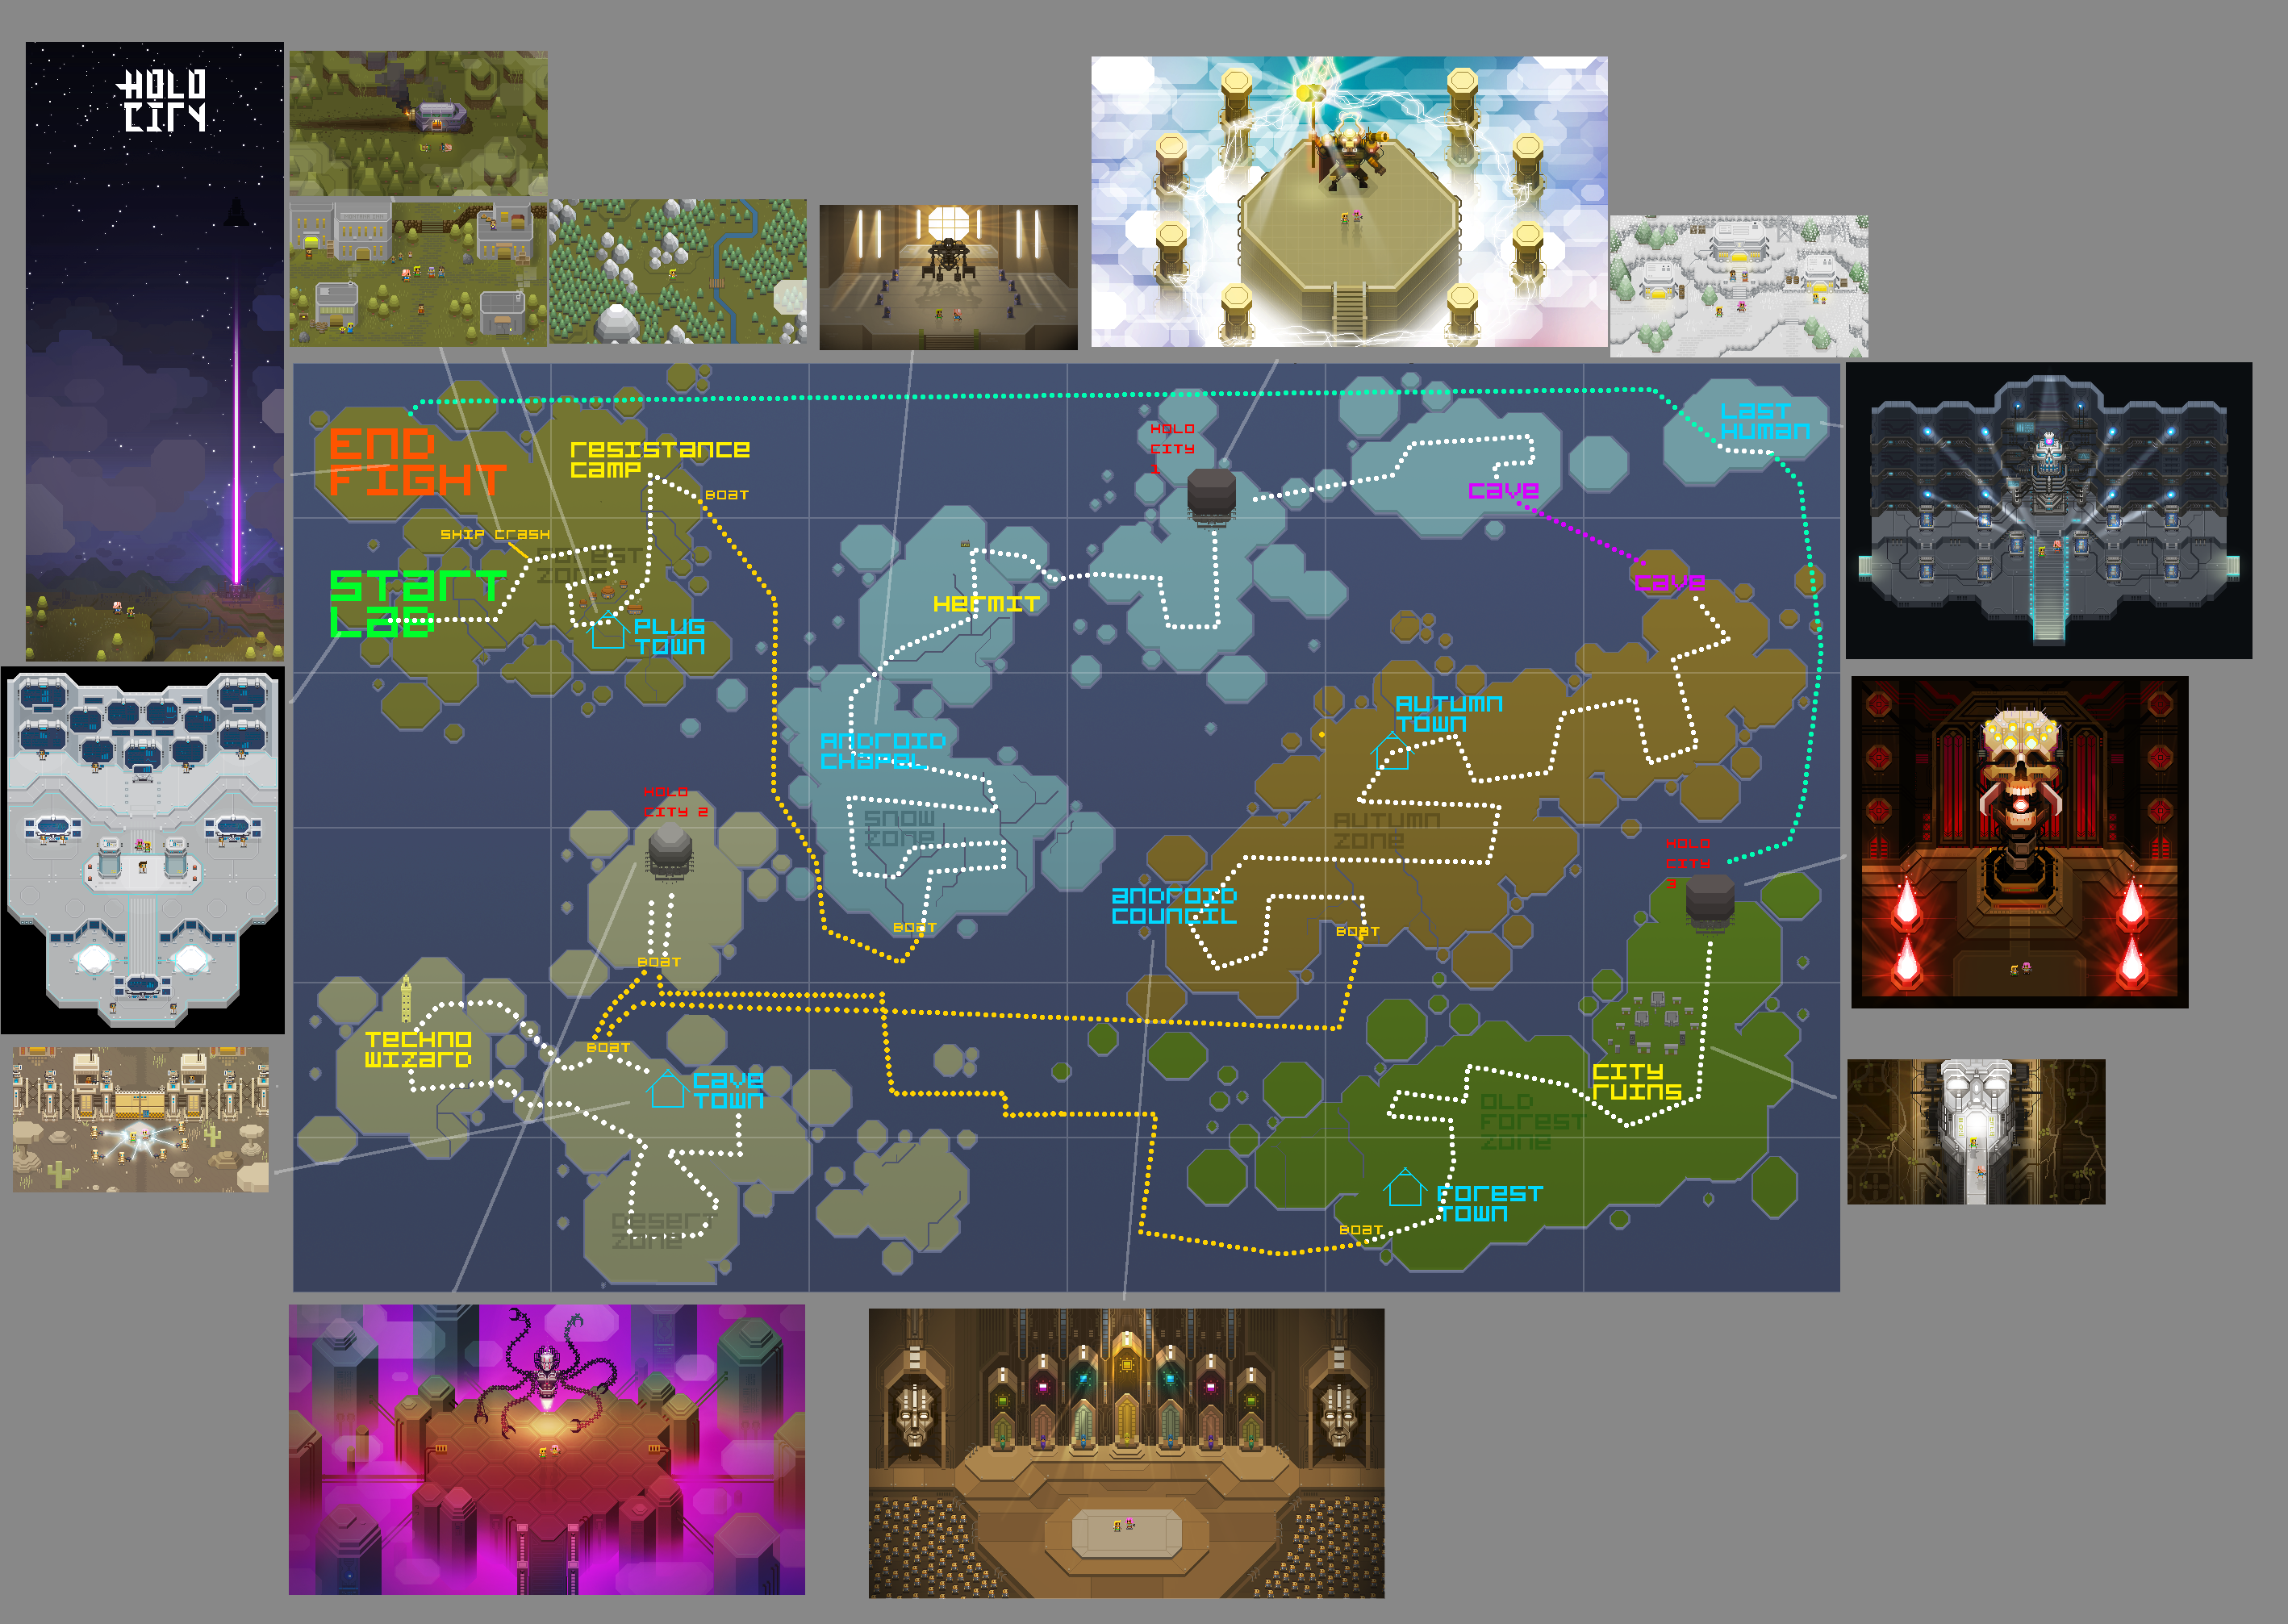 HOLO
CITY
END
FIGHT
RESISTANCE
CAMP
BOAT
SHIP CRASH
FOREST
ZONE
START
LAB
PLUG
TOWN
HERMIT
HOLO
CITY
1
CAVE
LAST
HUMAN
CAVE
ANDROID
CHAPEL
SNOW
ZONE
BOAT
AUTUMN
TOWN
AUTUMN
ZONE
ANDROID
COUNCIL
BOAT
HOLO
CITY 2
BOAT
TECHNO
WIZARD
BOAT
CAVE
TOWN
DESERT
ZONE
HOLO
CITY
3
CITY
RUINS
OLD
FOREST
ZONE
FOREST
TOWN
BOAT